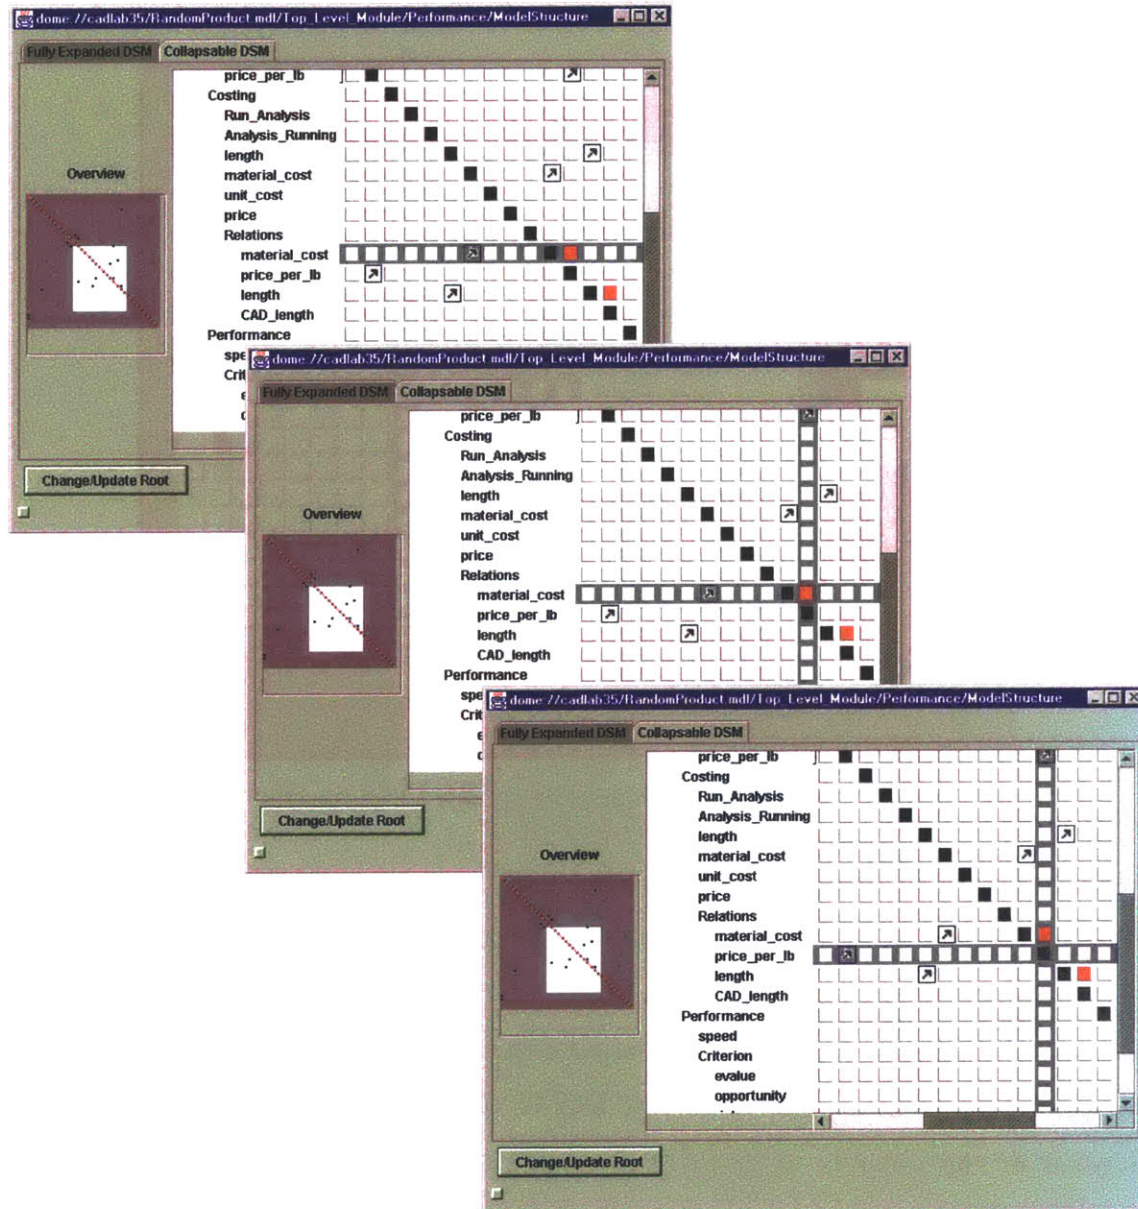 dome://cadlab35/RandomProduct.mdl/Top_Level_Module/Performance/ModelStructure
Fully Expanded DSM Collapsable DSM
price_per_lb
Costing
Run_Analysis
Analysis_Running
length
Overview
material_cost
unit_cost
price
Relations
material_cost
price_per_lb
length
CAD_length
Performance
spe
Crit
e
Change/Update Root
dome://cadlab35/RandomProduct.mdl/Top_Level_Module/Performance/ModelStructure
Fully Expanded DSM Collapsable DSM
price_per_lb
Costing
Run_Analysis
Analysis_Running
length
Overview
material_cost
unit_cost
price
Relations
material_cost
price_per_lb
length
CAD_length
Performance
spe
Crit
e
Change/Update Root
dome://cadlab35/RandomProduct.mdl/Top_Level_Module/Performance/ModelStructure
Fully Expanded DSM Collapsable DSM
price_per_lb
Costing
Run_Analysis
Analysis_Running
length
Overview
material_cost
unit_cost
price
Relations
material_cost
price_per_lb
length
CAD_length
Performance
speed
Criterion
evalue
opportunity
Change/Update Root